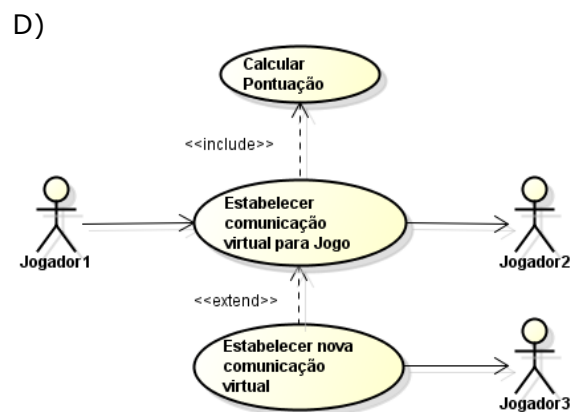 D)
Calcular
Pontuação
<<include>>
Estabelecer
comunicação
virtual para Jogo
Jogador1
Jogador2
<<extend>>
Estabelecer nova
comunicação
virtual
Jogador3